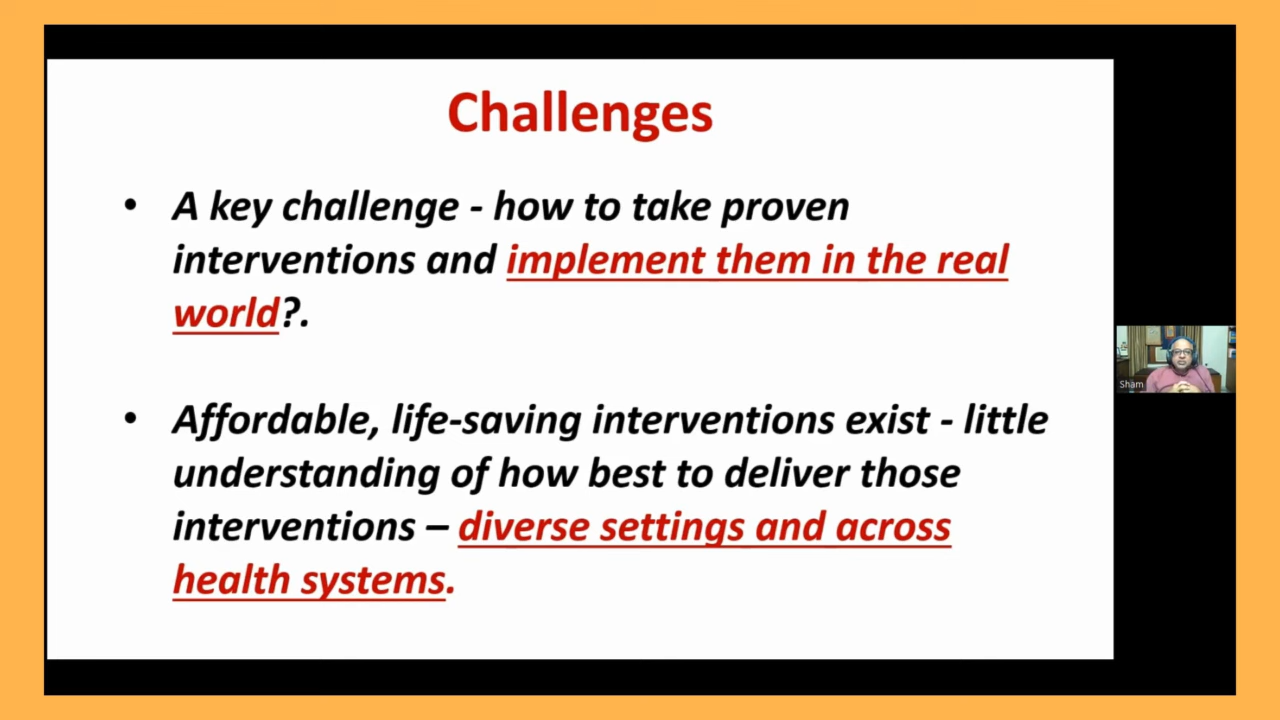 Challenges
• A key challenge - how to take proven
interventions and implement them in the real
world?.
• Affordable, life-saving interventions exist - little
understanding of how best to deliver those
interventions – diverse settings and across
health systems.
Sham